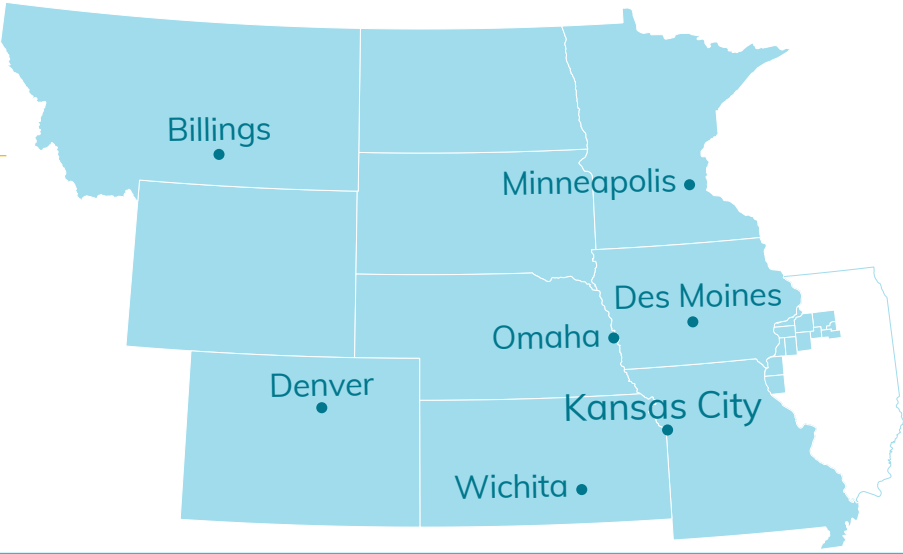 Billings
Minneapolis
Des Moines
Omaha
Denver
Kansas City
Wichita